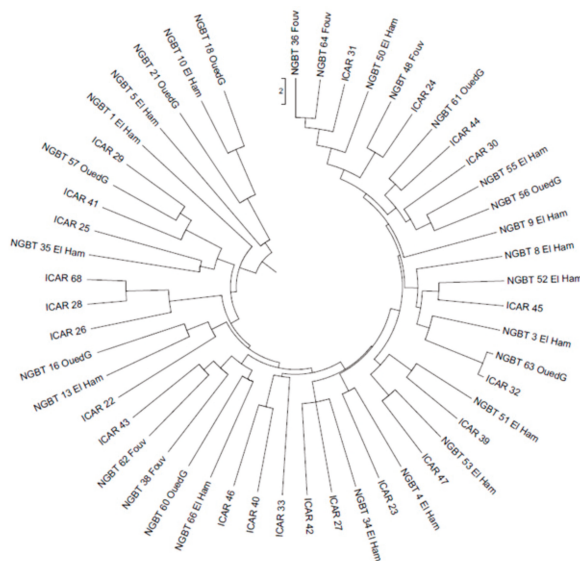 NGBT 36 Fouv
NGBT 64 Fouv
ICAR 31
NGBT 50 El Ham
NGBT 48 Fouv
ICAR 24
NGBT 61 OuedG
ICAR 44
ICAR 30
NGBT 55 El Ham
NGBT 56 OuedG
NGBT 9 El Ham
NGBT 8 El Ham
NGBT 52 El Ham
ICAR 45
NGBT 3 El Ham
NGBT 63 OuedG
ICAR 32
NGBT 51 El Ham
ICAR 39
NGBT 53 El Ham
ICAR 47
NGBT 4 El Ham
ICAR 23
NGBT 34 El Ham
ICAR 27
ICAR 42
ICAR 33
ICAR 40
ICAR 46
NGBT 66 El Ham
NGBT 60 OuedG
NGBT 38 Fouv
NGBT 62 Fouv
ICAR 43
ICAR 22
NGBT 13 El Ham
NGBT 16 OuedG
ICAR 26
ICAR 28
ICAR 68
NGBT 35 El Ham
ICAR 25
ICAR 41
NGBT 57 OuedG
ICAR 29
NGBT 1 El Ham
NGBT 5 El Ham
NGBT 21 OuedG
NGBT 10 El Ham
NGBT 18 OuedG